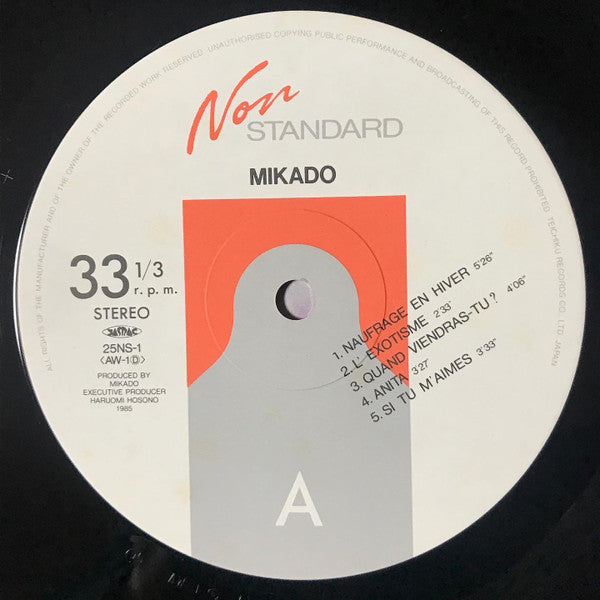 ALL RIGHTS OF THE MANUFACTURER AND OF THE OWNER OF THE RECORDED WORK RESERVED. UNAUTHORISED COPYING PUBLIC PERFORMANCE AND BROADCASTING OF THIS RECORD PROHIBITED. TEICHIKU RECORDS CO., LTD. JAPAN
Non
STANDARD
MIKADO
33 1/3
r.p.m.
STEREO
JASRAC
25NS-1
〈AW-1Ⓓ〉
PRODUCED BY
MIKADO
EXECUTIVE PRODUCER
HARUOMI HOSONO
1985
1. NAUFRAGE EN HIVER 5'26"
2. L' EXOTISME 2'33"
3. QUAND VIENDRAS-TU? 4'06"
4. ANITA 3'27"
5. SI TU M'AIMES 3'33"
A